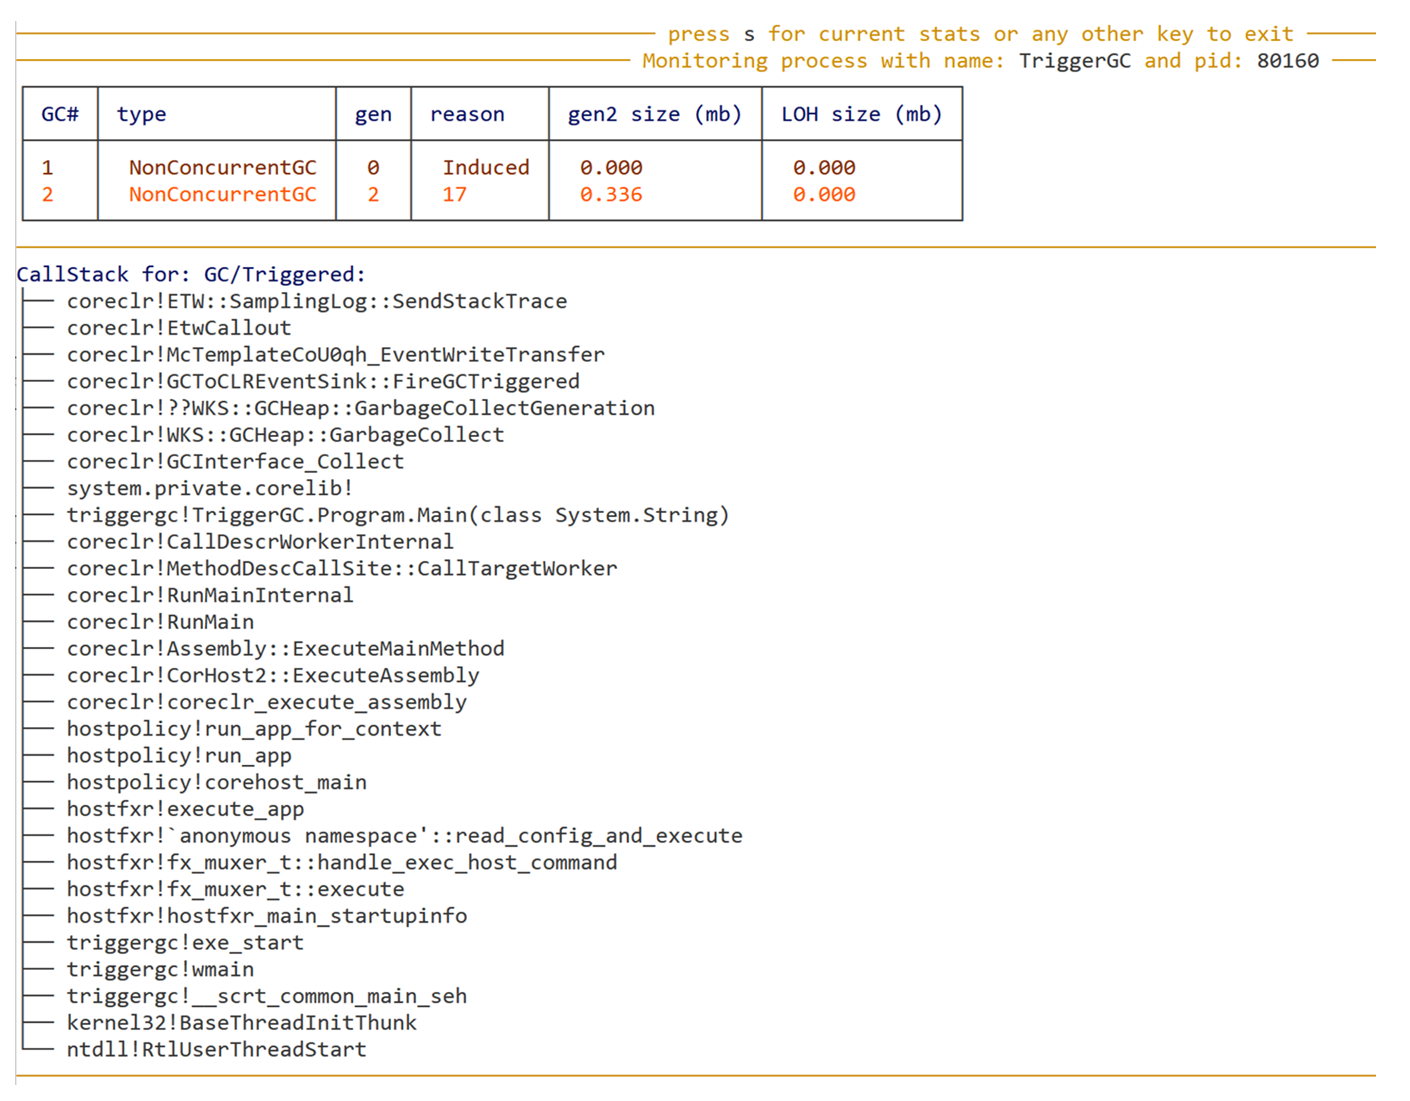 press s for current stats or any other key to exit
Monitoring process with name: TriggerGC and pid: 80160
GC# type gen reason gen2 size (mb) LOH size (mb)
1 NonConcurrentGC 0 Induced 0.000 0.000
2 NonConcurrentGC 2 17 0.336 0.000
CallStack for: GC/Triggered:
coreclr!ETW::SamplingLog::SendStackTrace
coreclr!EtwCallout
coreclr!McTemplateCoU0qh_EventWriteTransfer
coreclr!GCToCLREventSink::FireGCTriggered
coreclr!??WKS::GCHeap::GarbageCollectGeneration
coreclr!WKS::GCHeap::GarbageCollect
coreclr!GCInterface_Collect
system.private.corelib!
triggergc!TriggerGC.Program.Main(class System.String)
coreclr!CallDescrWorkerInternal
coreclr!MethodDescCallSite::CallTargetWorker
coreclr!RunMainInternal
coreclr!RunMain
coreclr!Assembly::ExecuteMainMethod
coreclr!CorHost2::ExecuteAssembly
coreclr!coreclr_execute_assembly
hostpolicy!run_app_for_context
hostpolicy!run_app
hostpolicy!corehost_main
hostfxr!execute_app
hostfxr!`anonymous namespace'::read_config_and_execute
hostfxr!fx_muxer_t::handle_exec_host_command
hostfxr!fx_muxer_t::execute
hostfxr!hostfxr_main_startupinfo
triggergc!exe_start
triggergc!wmain
triggergc!__scrt_common_main_seh
kernel32!BaseThreadInitThunk
ntdll!RtlUserThreadStart